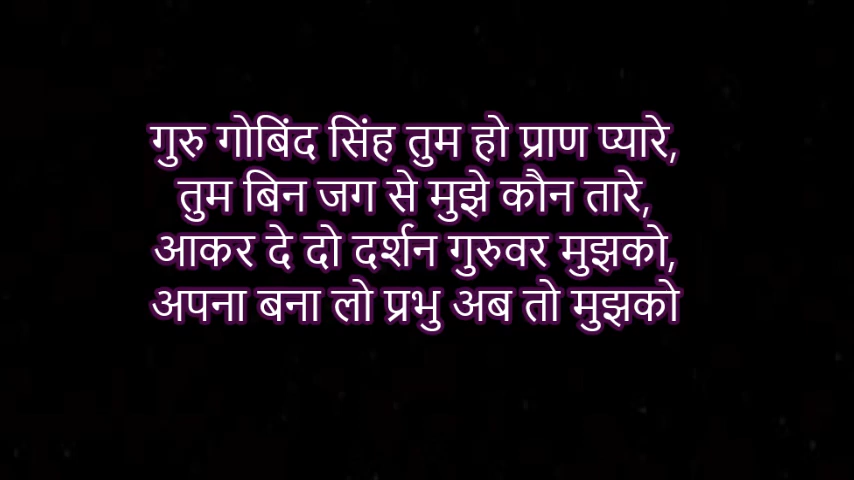 गुरु गोबिंद सिंह तुम हो प्राण प्यारे,
तुम बिन जग से मुझे कौन तारे,
आकर दे दो दर्शन गुरुवर मुझको,
अपना बना लो प्रभु अब तो मुझको